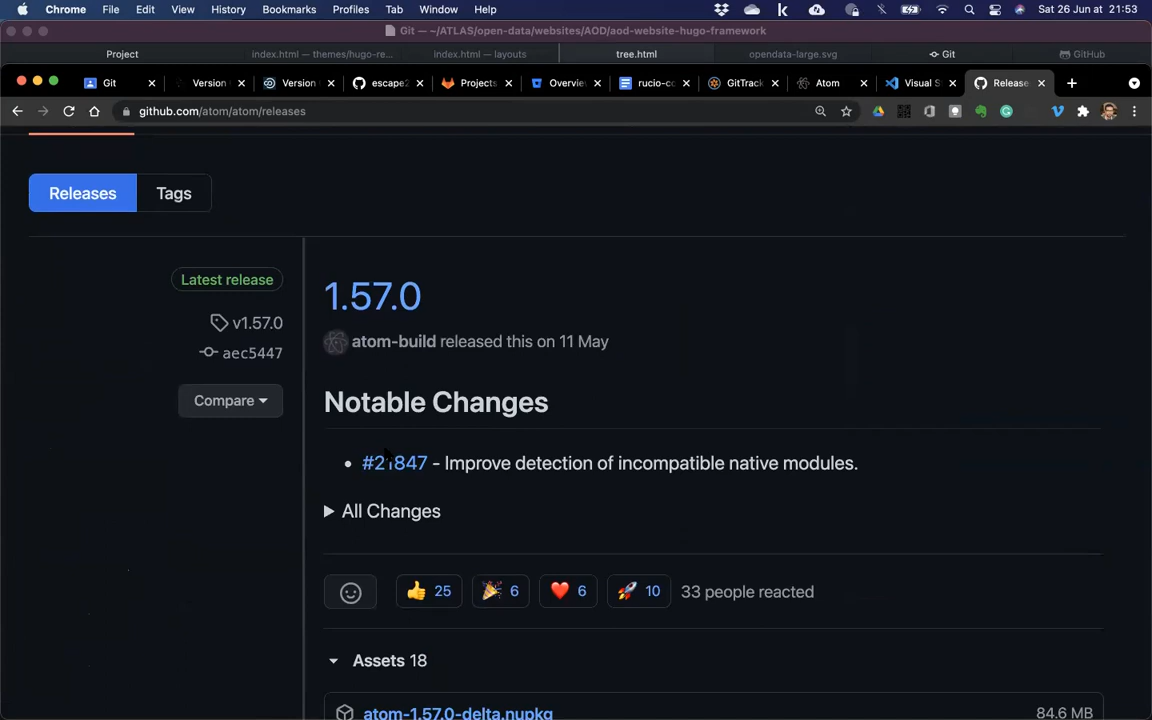 Chrome File Edit View History Bookmarks Profiles Tab Window Help Sat 26 Jun at 21:53
Git — ~/ATLAS/open-data/websites/AOD/aod-website-hugo-framework
Project index.html — themes/hugo-re... index.html — layouts tree.html opendata-large.svg Git GitHub
Git Version Version escape2 Projects Overvie rucio-co GitTrack Atom Visual S Release
github.com/atom/atom/releases
Releases Tags
Latest release
1.57.0
v1.57.0
atom-build released this on 11 May
aec5447
Compare
Notable Changes
#21847 - Improve detection of incompatible native modules.
All Changes
25 6 6 10 33 people reacted
Assets 18
atom-1.57.0-delta.nupkg 84.6 MB